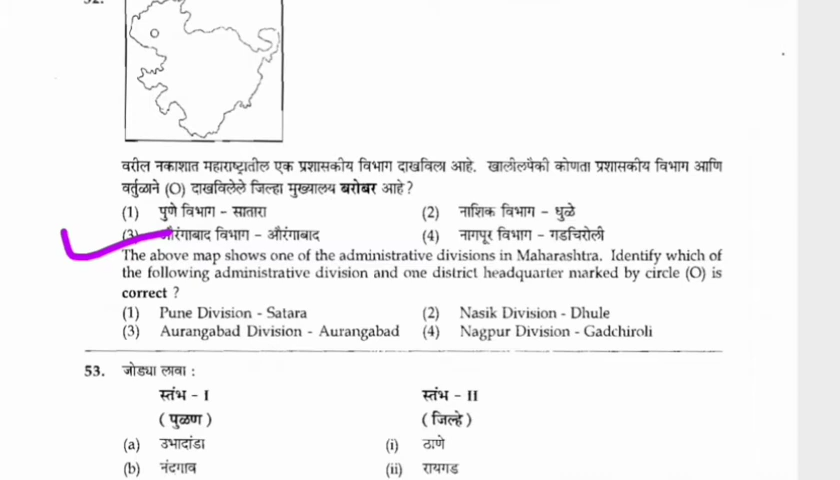 वरील नकाशात महाराष्ट्रातील एक प्रशासकीय विभाग दाखविला आहे. खालीलपैकी कोणता प्रशासकीय विभाग आणि
वर्तुळाने (O) दाखविलेले जिल्हा मुख्यालय बरोबर आहे ?
(1) पुणे विभाग - सातारा (2) नाशिक विभाग - धुळे
(3) औरंगाबाद विभाग - औरंगाबाद (4) नागपूर विभाग - गडचिरोली
The above map shows one of the administrative divisions in Maharashtra. Identify which of
the following administrative division and one district headquarter marked by circle (O) is
correct ?
(1) Pune Division - Satara (2) Nasik Division - Dhule
(3) Aurangabad Division - Aurangabad (4) Nagpur Division - Gadchiroli
53. जोड्या लावा :
स्तंभ - I स्तंभ - II
( पुळण ) ( जिल्हे )
(a) उभादांडा (i) ठाणे
(b) नंदगाव (ii) रायगड